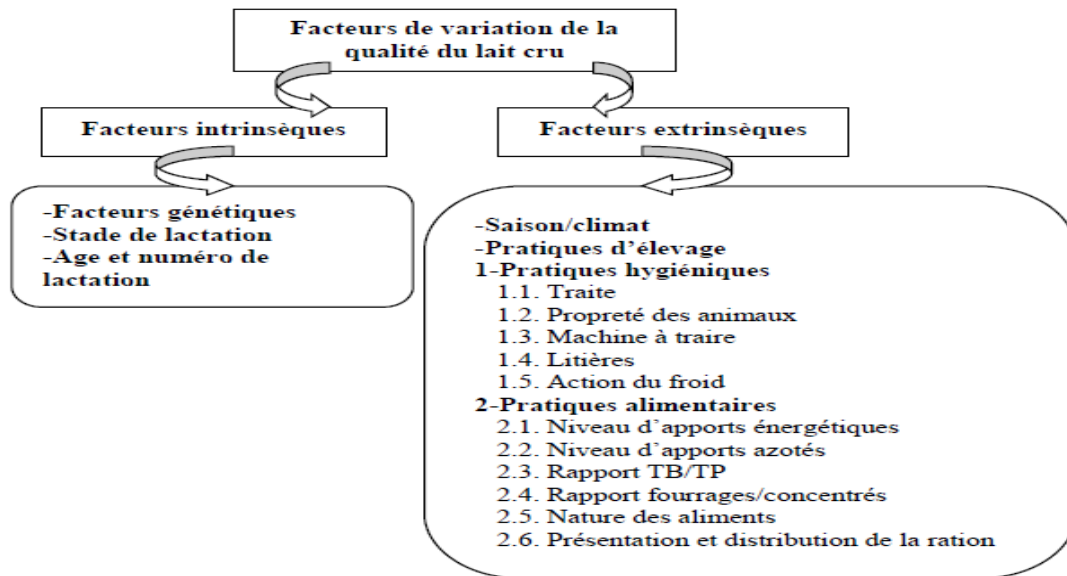 Facteurs de variation de la
qualité du lait cru
Facteurs intrinsèques
Facteurs extrinsèques
-Facteurs génétiques
-Stade de lactation
-Age et numéro de
lactation
-Saison/climat
-Pratiques d’élevage
1-Pratiques hygiéniques
1.1. Traite
1.2. Propreté des animaux
1.3. Machine à traire
1.4. Litières
1.5. Action du froid
2-Pratiques alimentaires
2.1. Niveau d’apports énergétiques
2.2. Niveau d’apports azotés
2.3. Rapport TB/TP
2.4. Rapport fourrages/concentrés
2.5. Nature des aliments
2.6. Présentation et distribution de la ration